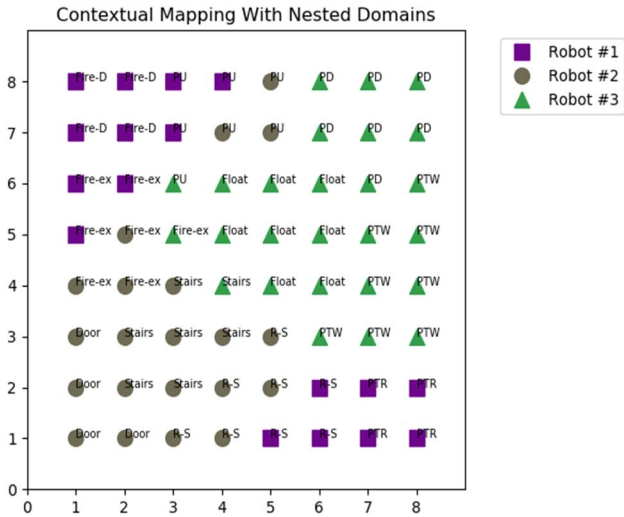 Contextual Mapping With Nested Domains
Robot #1
Robot #2
Robot #3
8 Fire-D Fire-D PU PU PU PD PD PD
7 Fire-D Fire-D PU PU PU PD PD PD
6 Fire-ex Fire-ex PU Float Float Float PD PTW
5 Fire-ex Fire-ex Fire-ex Float Float Float PTW PTW
4 Fire-ex Fire-ex Stairs Stairs Float Float PTW PTW
3 Door Stairs Stairs Stairs R-S PTW PTW PTW
2 Door Stairs Stairs R-S R-S R-S PTR PTR
1 Door Door R-S R-S R-S R-S PTR PTR
0
0 1 2 3 4 5 6 7 8